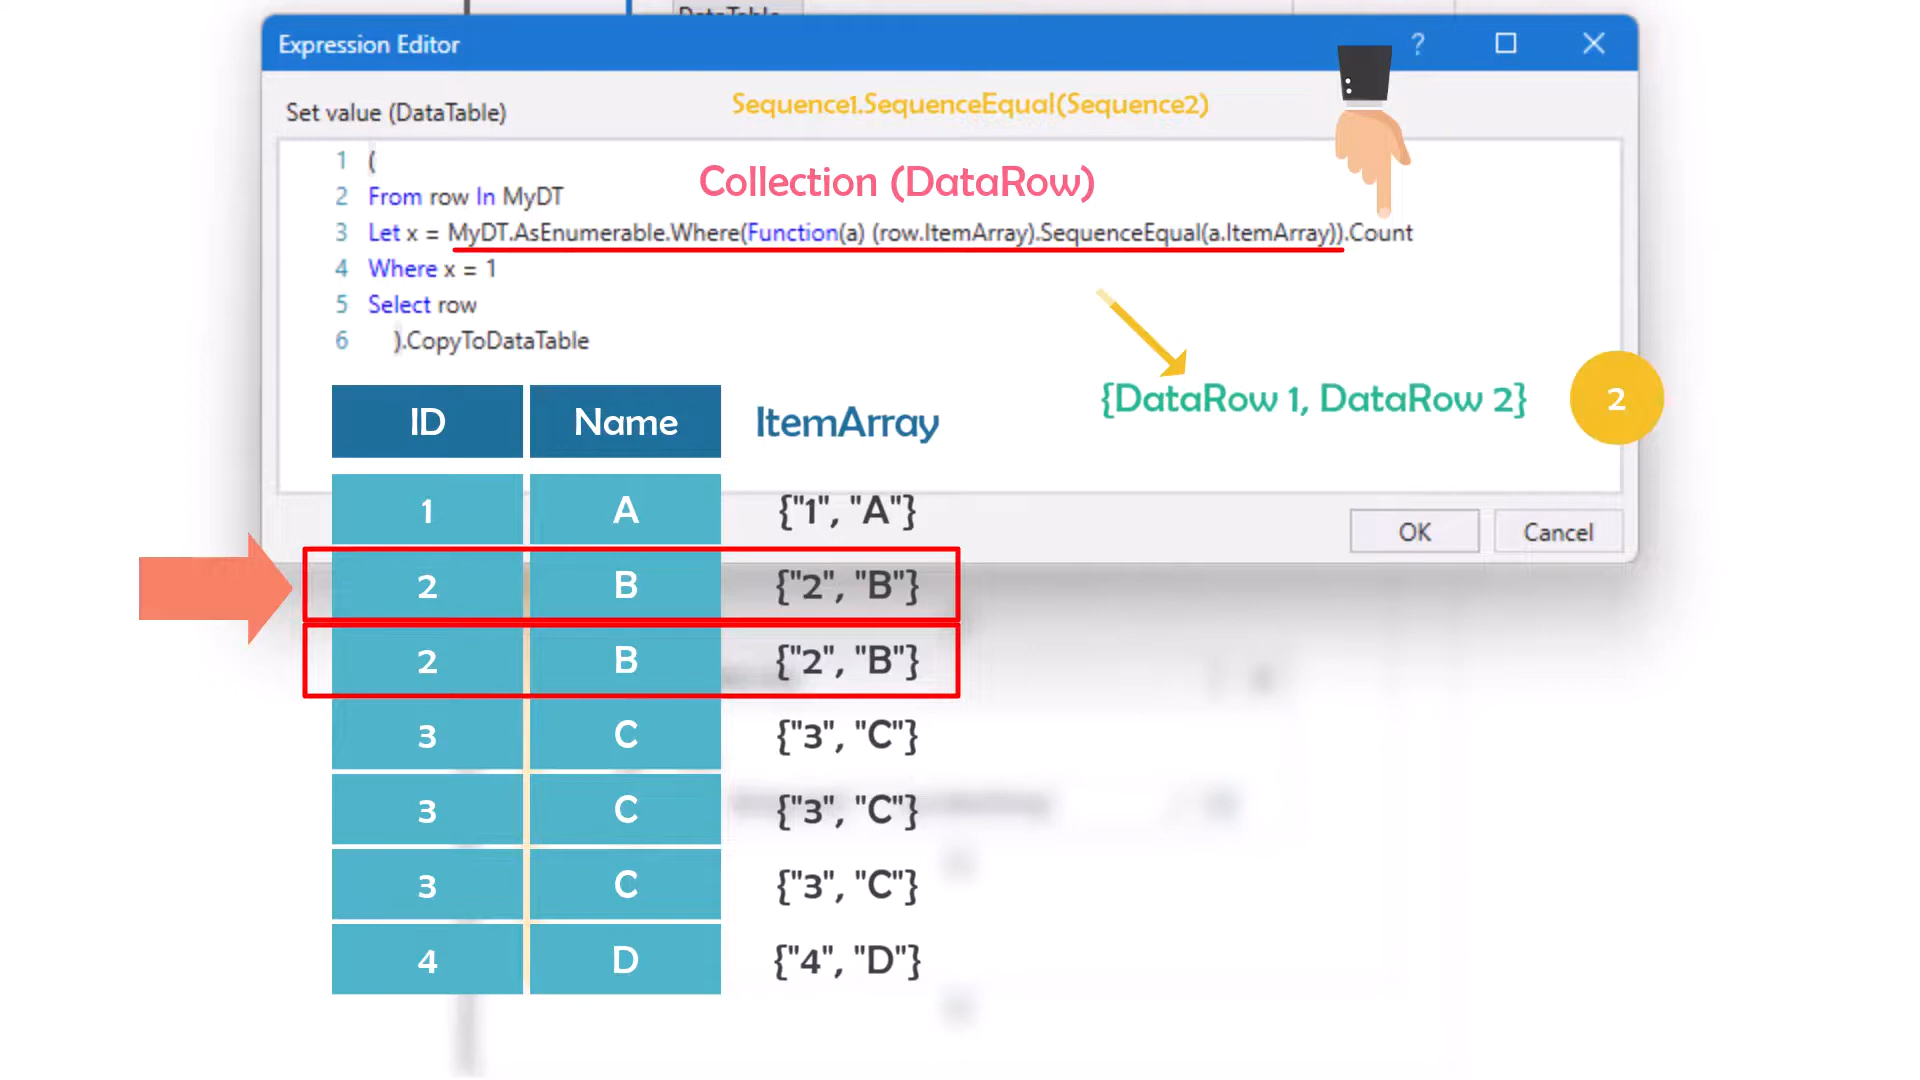 DataTable
Expression Editor
?
Set value (DataTable)
Sequence1.SequenceEqual(Sequence2)
Collection (DataRow)
1 (
2 From row In MyDT
3 Let x = MyDT.AsEnumerable.Where(Function(a) (row.ItemArray).SequenceEqual(a.ItemArray)).Count
4 Where x = 1
5 Select row
6 ).CopyToDataTable
{DataRow 1, DataRow 2} 2
ID Name ItemArray
1 A {"1", "A"}
OK Cancel
2 B {"2", "B"}
2 B {"2", "B"}
3 C {"3", "C"}
3 C {"3", "C"}
3 C {"3", "C"}
4 D {"4", "D"}